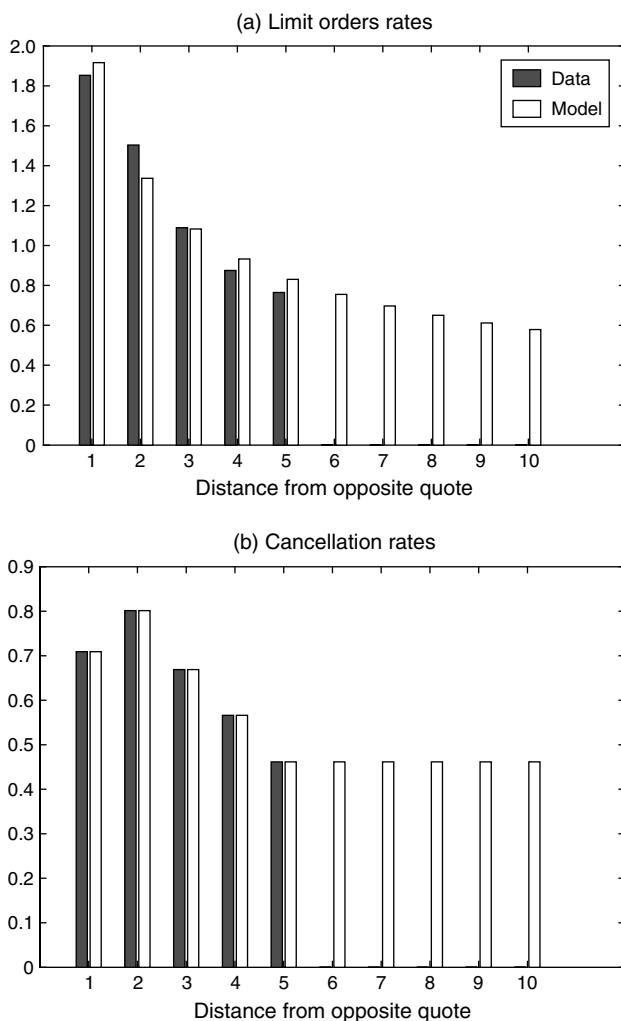 (a) Limit orders rates
2.0
1.8
1.6
1.4
1.2
1.0
0.8
0.6
0.4
0.2
0
Data
Model
1 2 3 4 5 6 7 8 9 10
Distance from opposite quote
(b) Cancellation rates
0.9
0.8
0.7
0.6
0.5
0.4
0.3
0.2
0.1
0
1 2 3 4 5 6 7 8 9 10
Distance from opposite quote